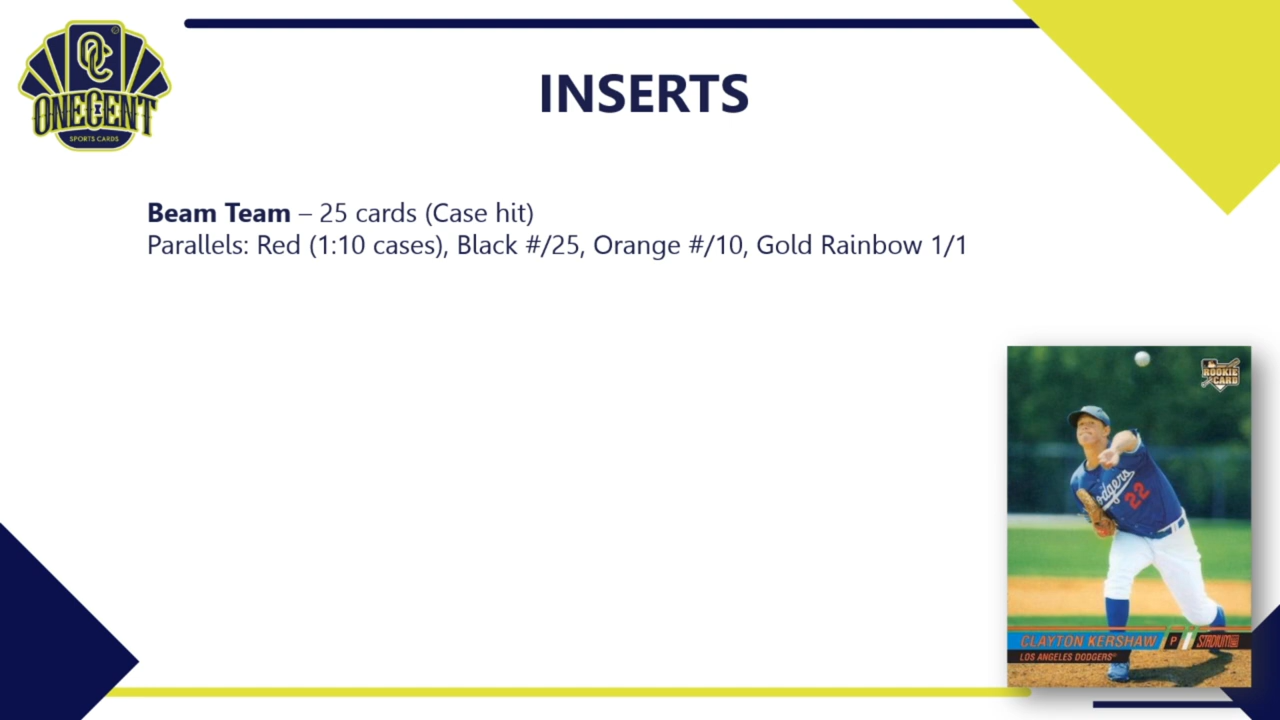 OC
ONECENT
SPORTS CARDS
INSERTS
Beam Team – 25 cards (Case hit)
Parallels: Red (1:10 cases), Black #/25, Orange #/10, Gold Rainbow 1/1
ROOKIE
CARD
Dodgers
22
CLAYTON KERSHAW P STADIUM
LOS ANGELES DODGERS®